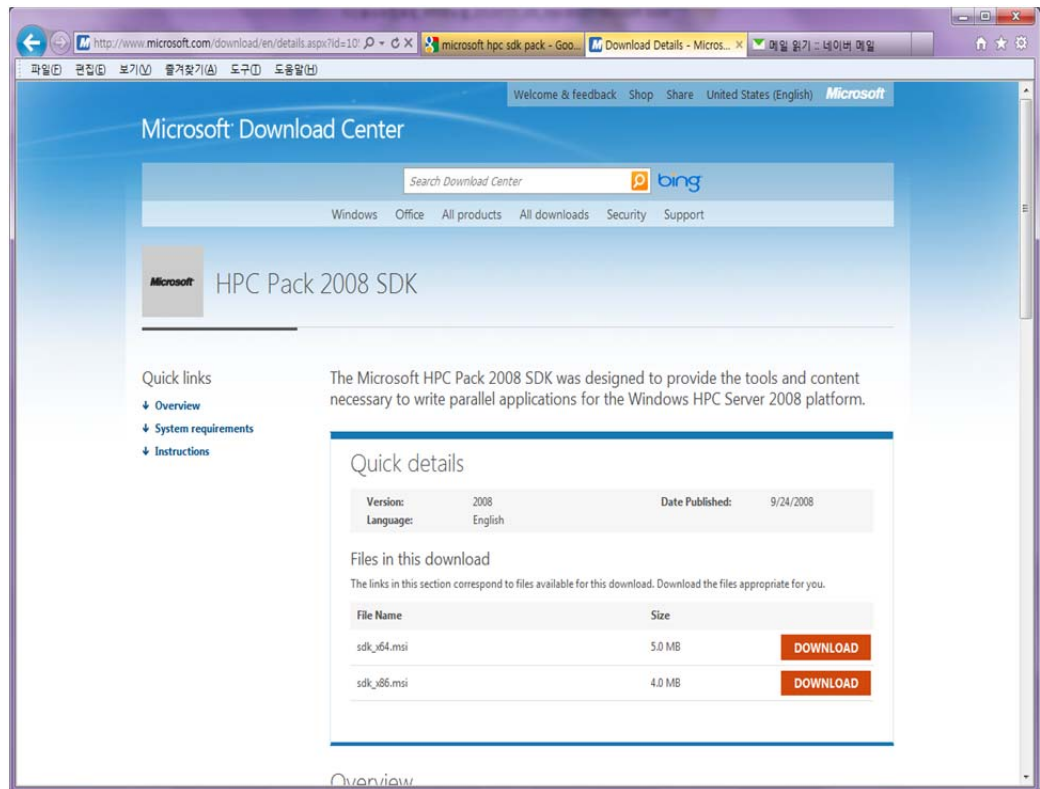 http://www.microsoft.com/download/en/details.aspx?id=10
microsoft hpc sdk pack - Goo...
Download Details - Micros...
메일 읽기 :: 네이버 메일
파일(F) 편집(E) 보기(V) 즐겨찾기(A) 도구(T) 도움말(H)
Welcome & feedback Shop Share United States (English) Microsoft
Microsoft Download Center
Search Download Center bing
Windows Office All products All downloads Security Support
Microsoft
HPC Pack 2008 SDK
Quick links
Overview
System requirements
Instructions
The Microsoft HPC Pack 2008 SDK was designed to provide the tools and content
necessary to write parallel applications for the Windows HPC Server 2008 platform.
Quick details
Version: 2008 Date Published: 9/24/2008
Language: English
Files in this download
The links in this section correspond to files available for this download. Download the files appropriate for you.
File Name Size
sdk_x64.msi 5.0 MB DOWNLOAD
sdk_x86.msi 4.0 MB DOWNLOAD
Overview